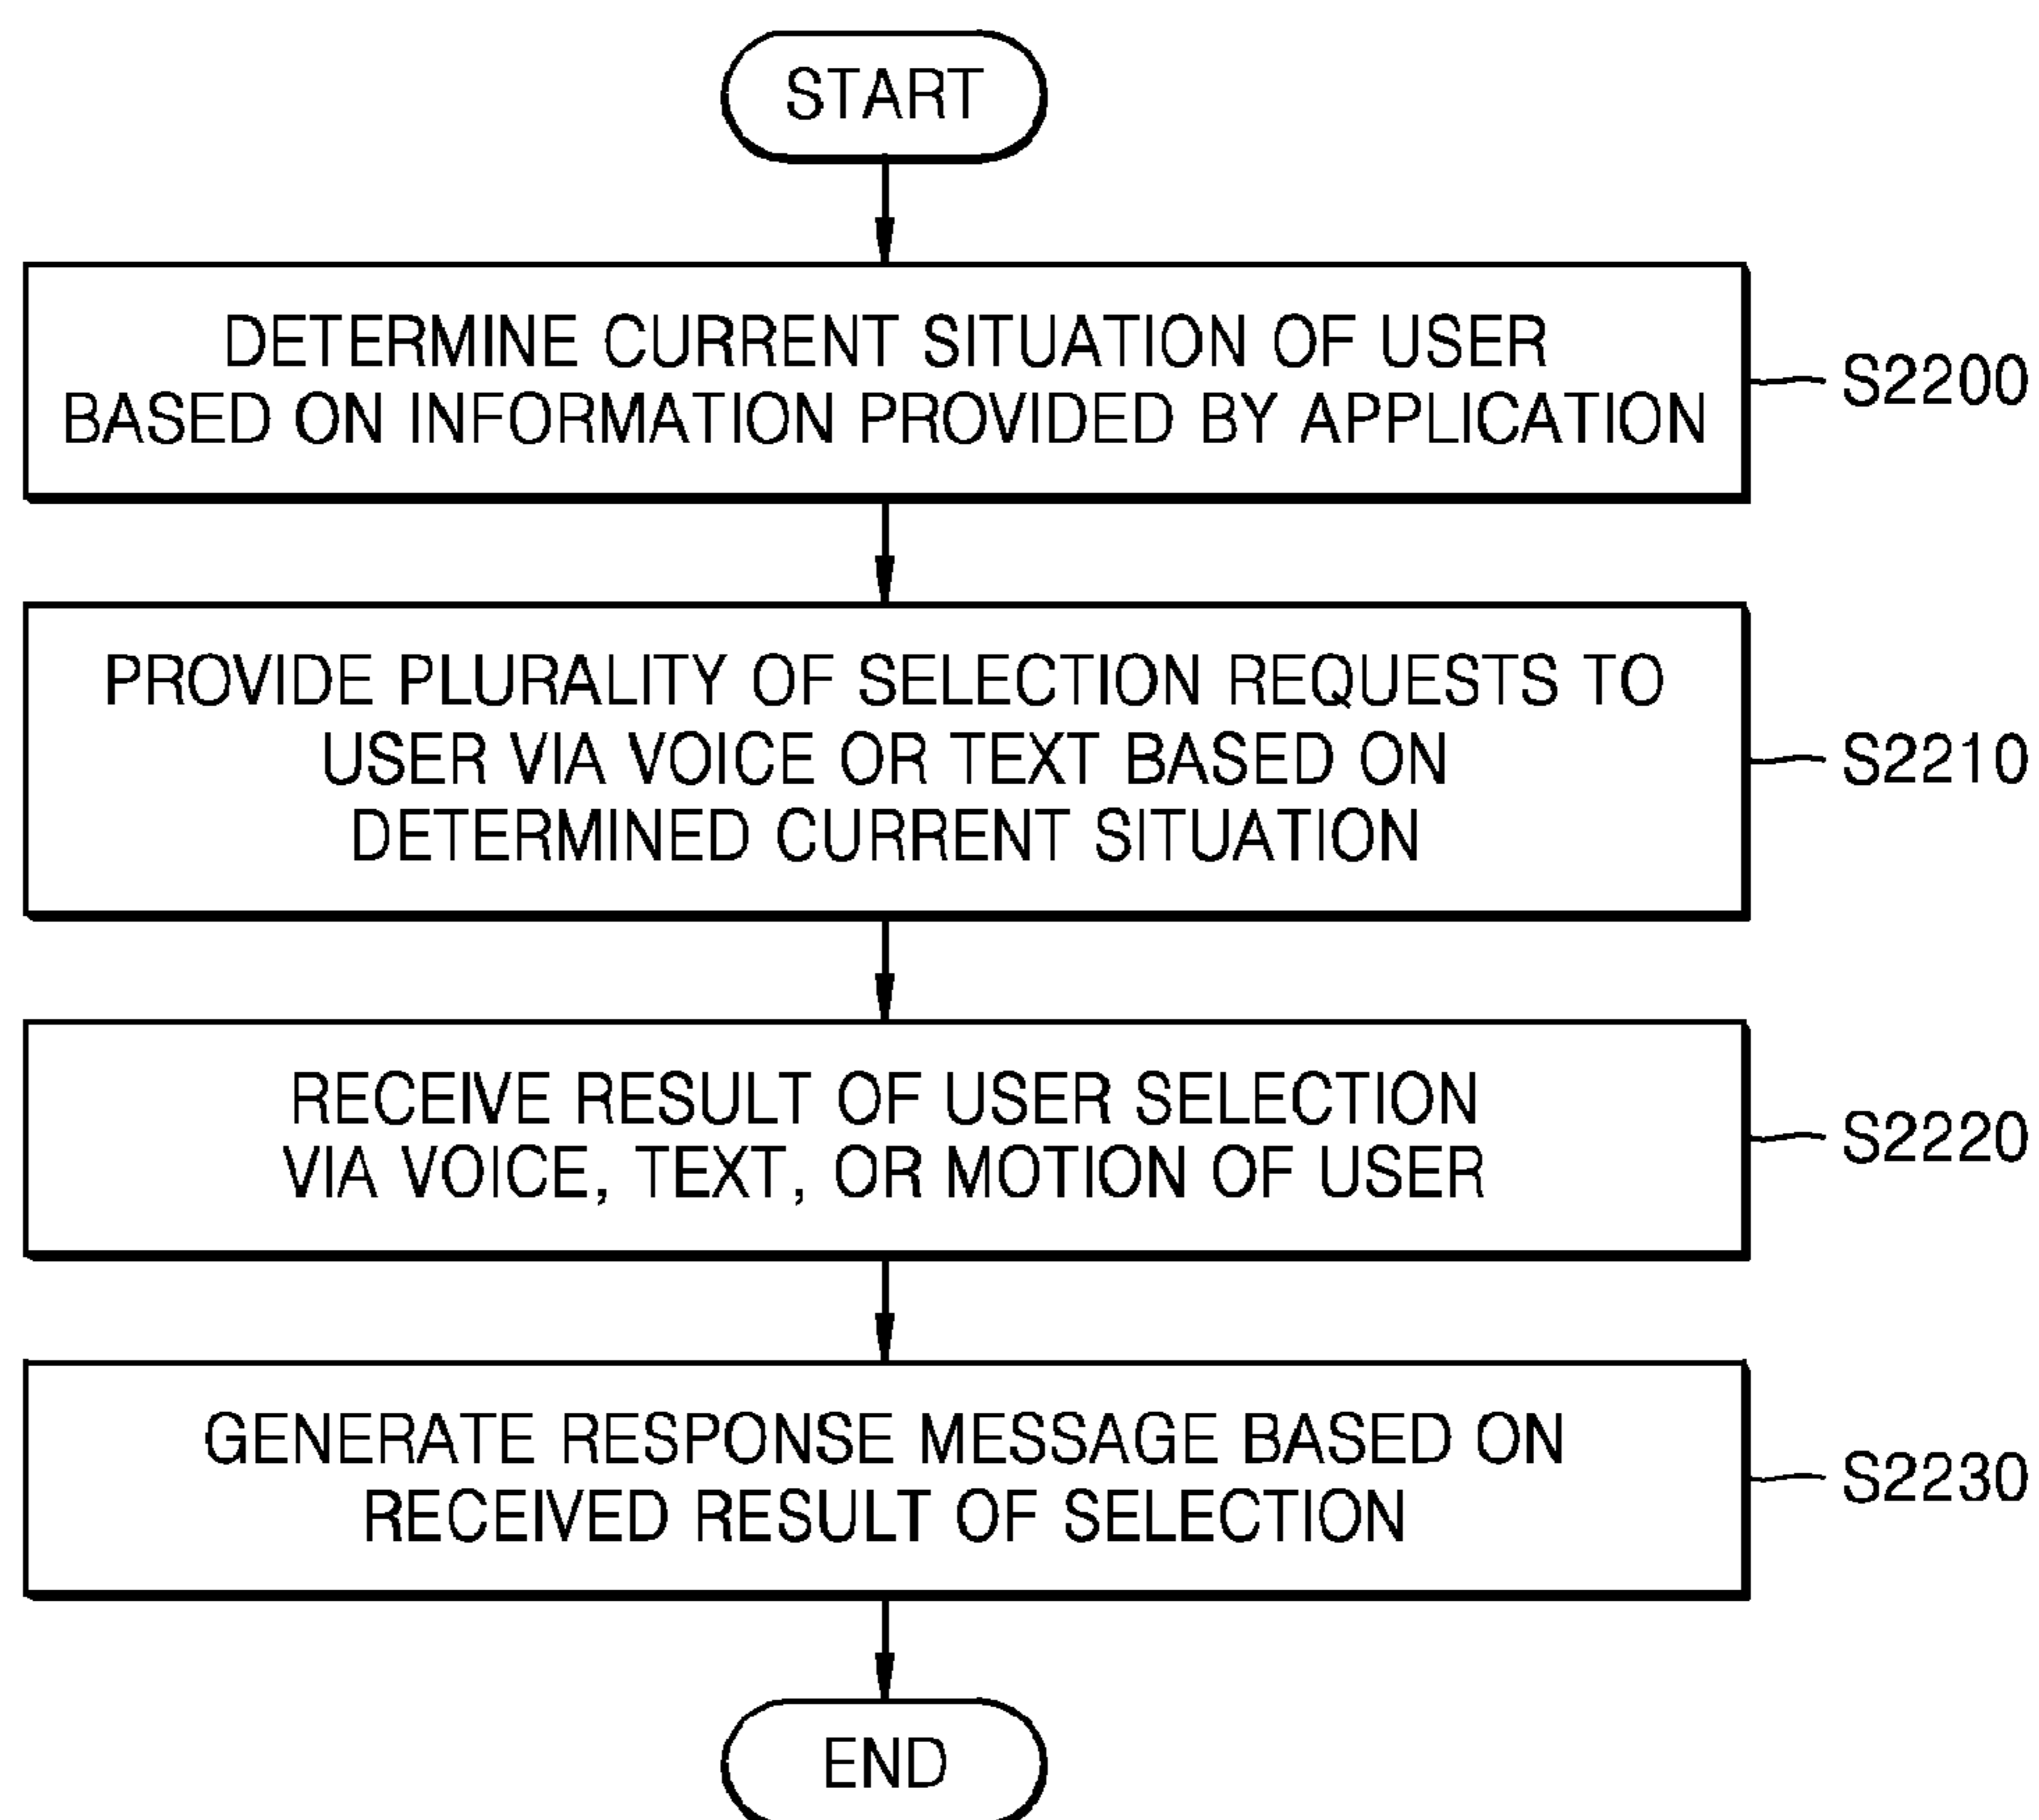 START
DETERMINE CURRENT SITUATION OF USER
BASED ON INFORMATION PROVIDED BY APPLICATION
S2200
PROVIDE PLURALITY OF SELECTION REQUESTS TO
USER VIA VOICE OR TEXT BASED ON
DETERMINED CURRENT SITUATION
S2210
RECEIVE RESULT OF USER SELECTION
VIA VOICE, TEXT, OR MOTION OF USER
S2220
GENERATE RESPONSE MESSAGE BASED ON
RECEIVED RESULT OF SELECTION
S2230
END